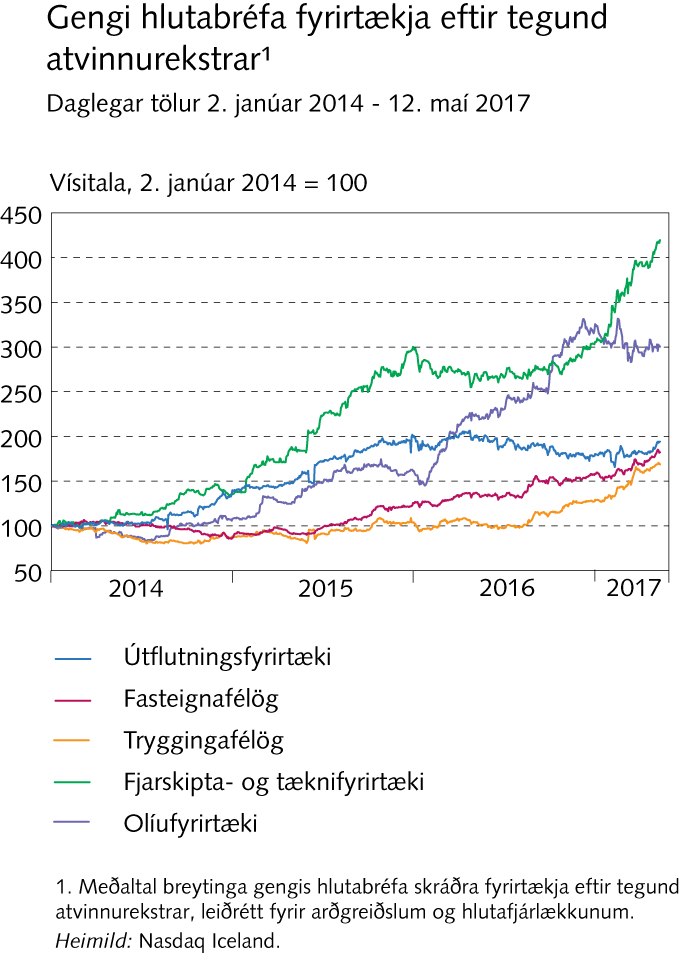 Gengi hlutabréfa fyrirtækja eftir tegund
atvinnurekstrar¹
Daglegar tölur 2. janúar 2014 - 12. maí 2017
Vísitala, 2. janúar 2014 = 100
450
400
350
300
250
200
150
100
50
2014 2015 2016 2017
Útflutningsfyrirtæki
Fasteignafélög
Tryggingafélög
Fjarskipta- og tæknifyrirtæki
Olíufyrirtæki
1. Meðaltal breytinga gengis hlutabréfa skráðra fyrirtækja eftir tegund
atvinnurekstrar, leiðrétt fyrir arðgreiðslum og hlutafjárlækkunum.
Heimild: Nasdaq Iceland.